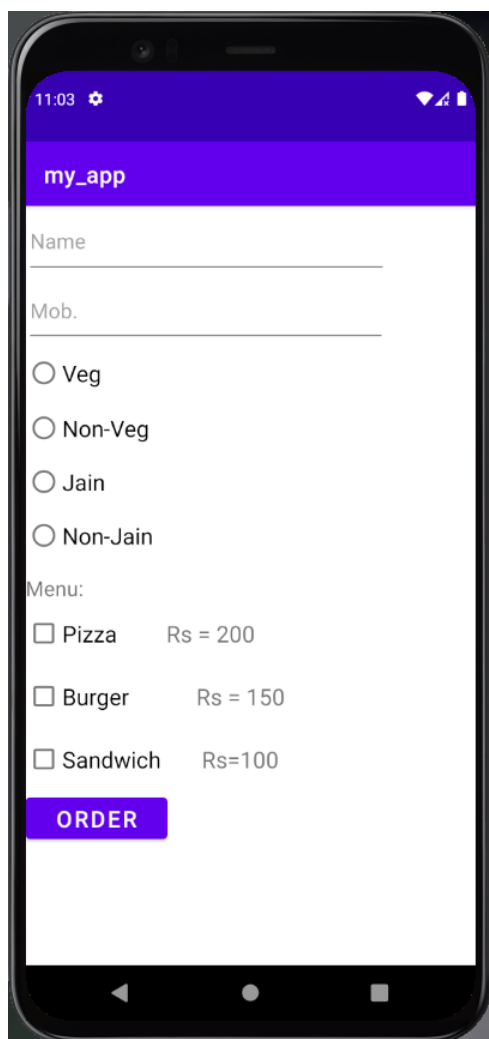 11:03
my_app
Name
Mob.
Veg
Non-Veg
Jain
Non-Jain
Menu:
Pizza Rs = 200
Burger Rs = 150
Sandwich Rs=100
ORDER